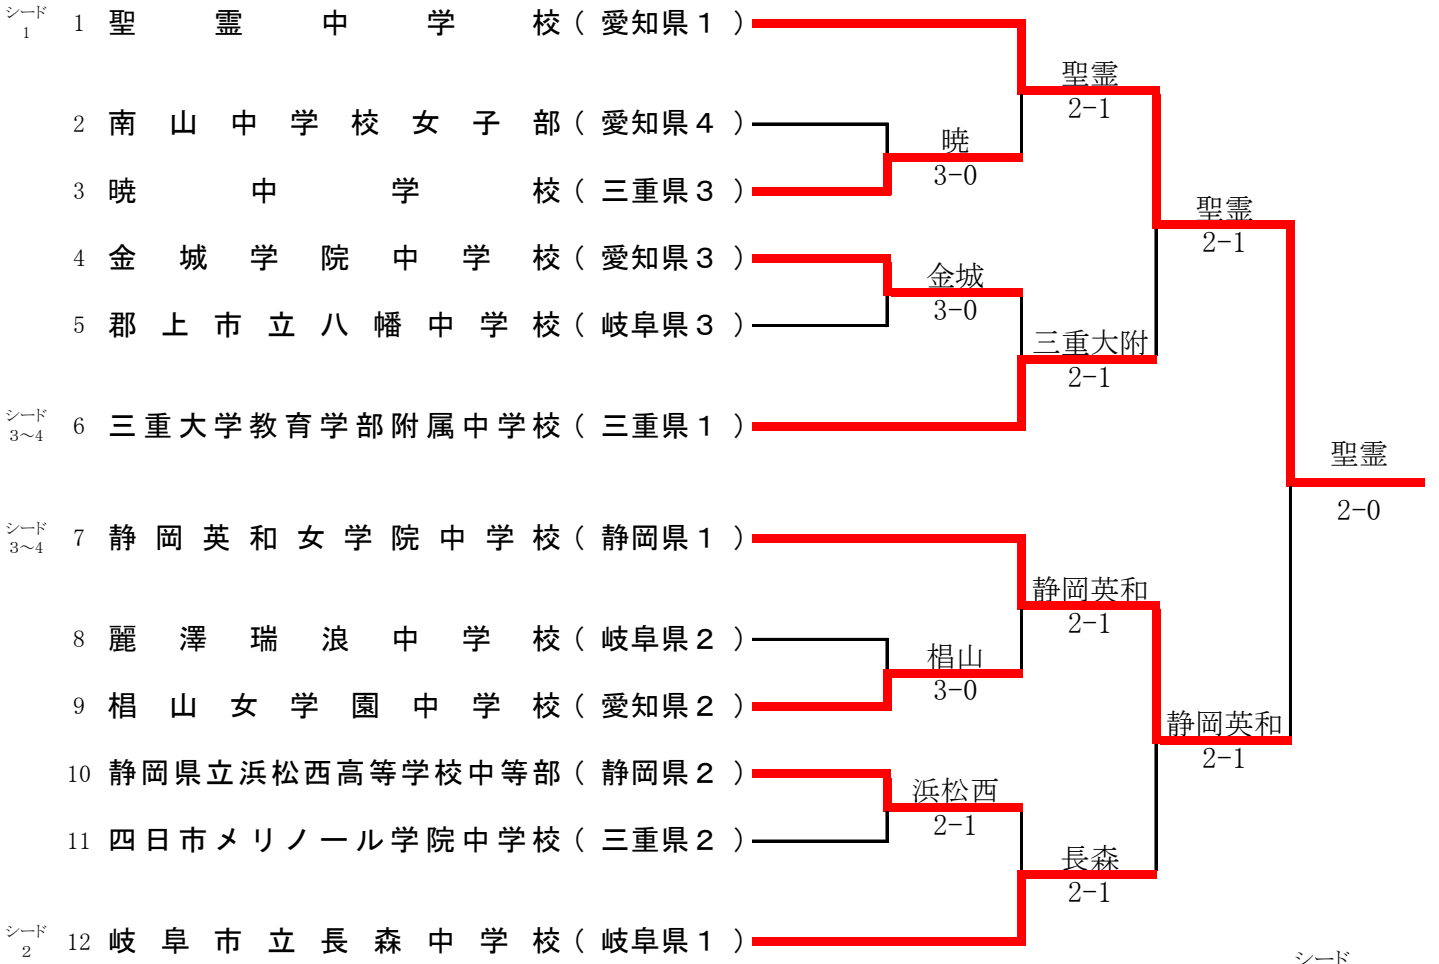 シード
1
1 聖霊中学校（愛知県１）
聖霊
2-1
2 南山中学校女子部（愛知県４）
暁
3-0
3 暁中学校（三重県３）
聖霊
2-1
4 金城学院中学校（愛知県３）
金城
3-0
5 郡上市立八幡中学校（岐阜県３）
三重大附
2-1
シード
3～4
6 三重大学教育学部附属中学校（三重県１）
聖霊
2-0
シード
3～4
7 静岡英和女学院中学校（静岡県１）
静岡英和
2-1
8 麗澤瑞浪中学校（岐阜県２）
椙山
3-0
9 椙山女学園中学校（愛知県２）
静岡英和
2-1
10 静岡県立浜松西高等学校中等部（静岡県２）
浜松西
2-1
11 四日市メリノール学院中学校（三重県２）
長森
2-1
シード
2
12 岐阜市立長森中学校（岐阜県１）
シード